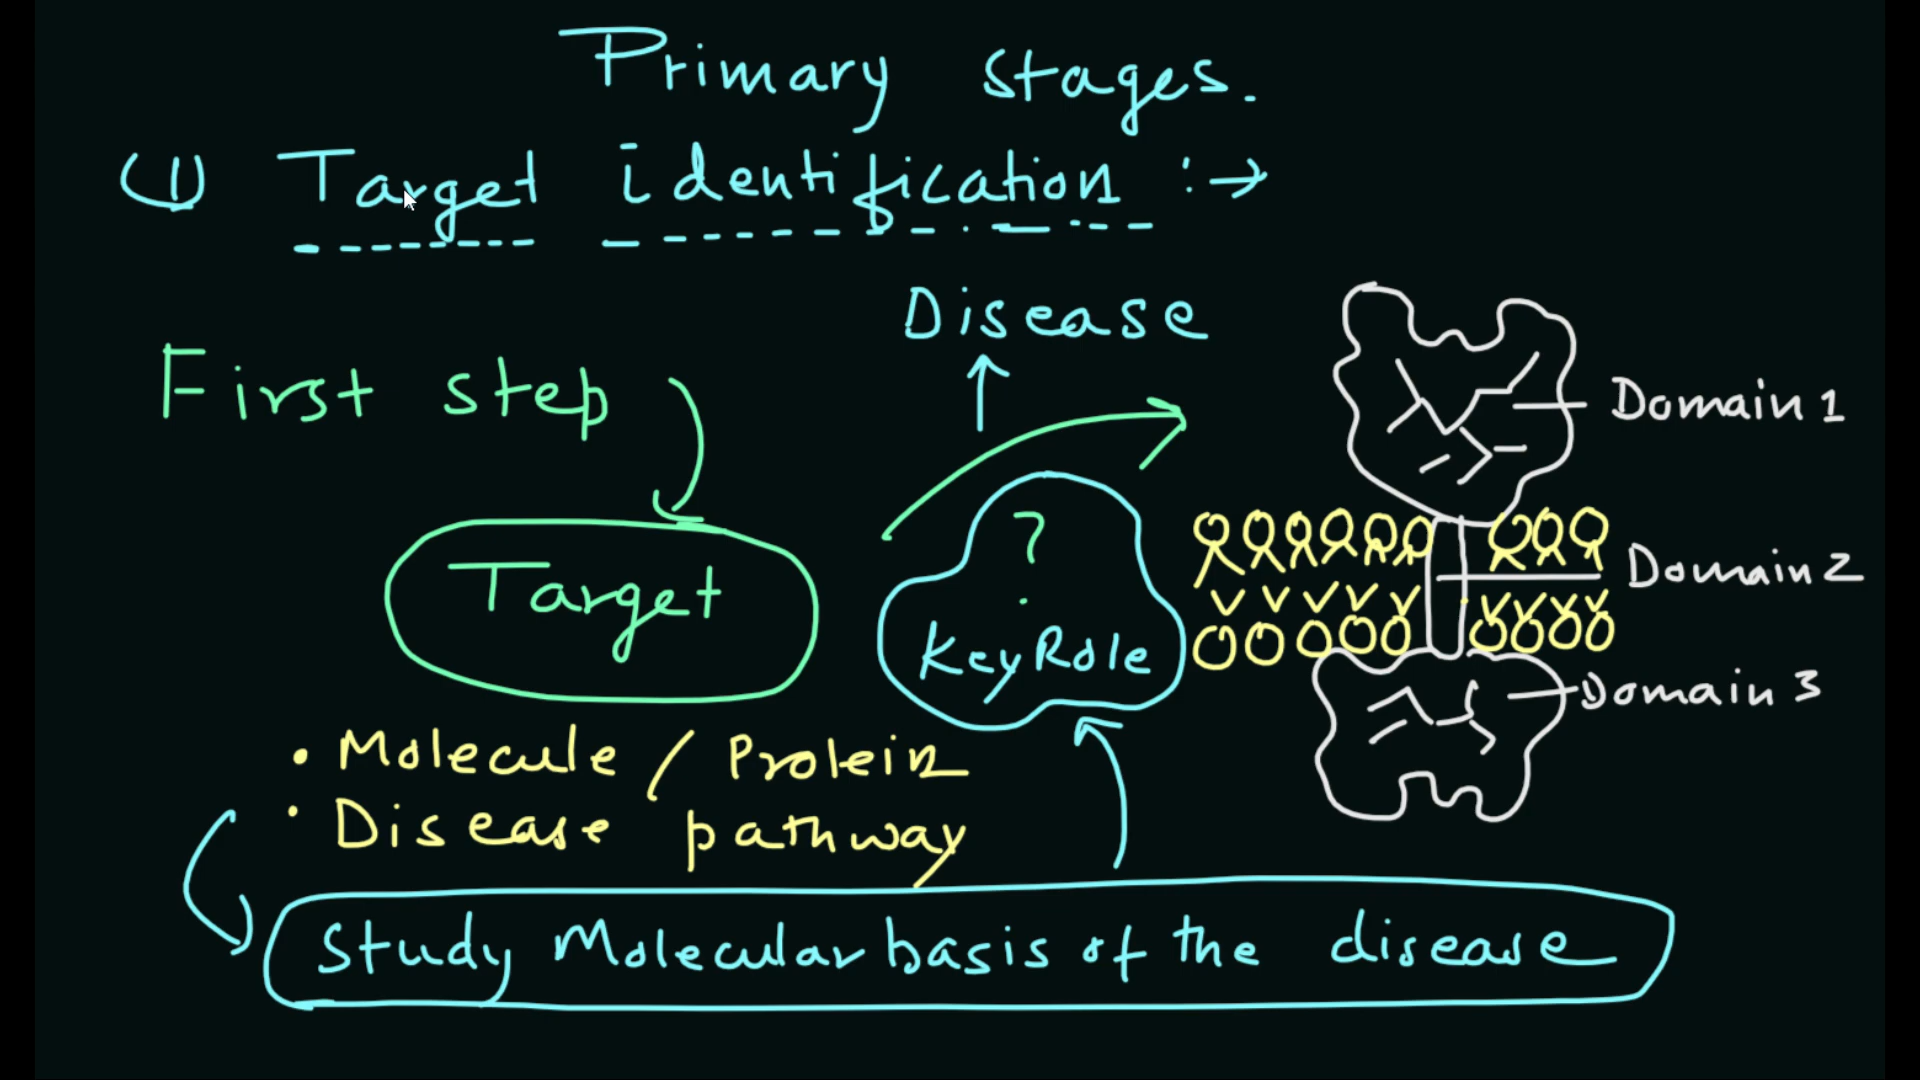 Primary stages.
(1) Target identification :→
Disease
First step
Domain 1
?
Domain 2
Target
Key Role
Domain 3
• Molecule / Protein
• Disease pathway
Study Molecular basis of the disease